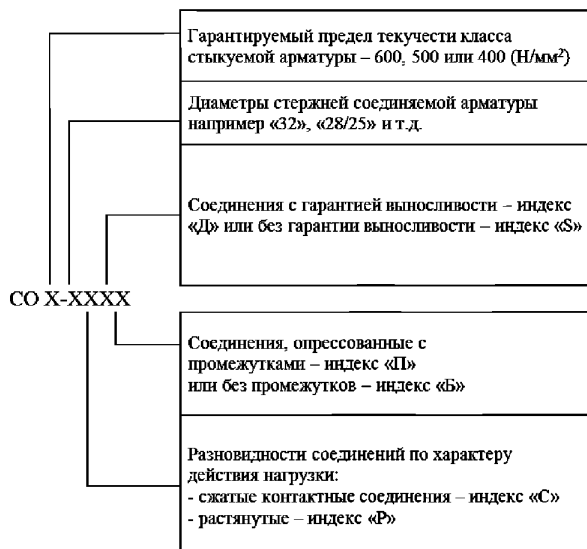 Гарантируемый предел текучести класса
стыкуемой арматуры – 600, 500 или 400 (Н/мм²)
Диаметры стержней соединяемой арматуры
например «32», «28/25» и т.д.
Соединения с гарантией выносливости – индекс
«Д» или без гарантии выносливости – индекс «S»
СО Х-ХХХХ
Соединения, опрессованные с
промежутками – индекс «П»
или без промежутков – индекс «Б»
Разновидности соединений по характеру
действия нагрузки:
- сжатые контактные соединения – индекс «С»
- растянутые – индекс «Р»